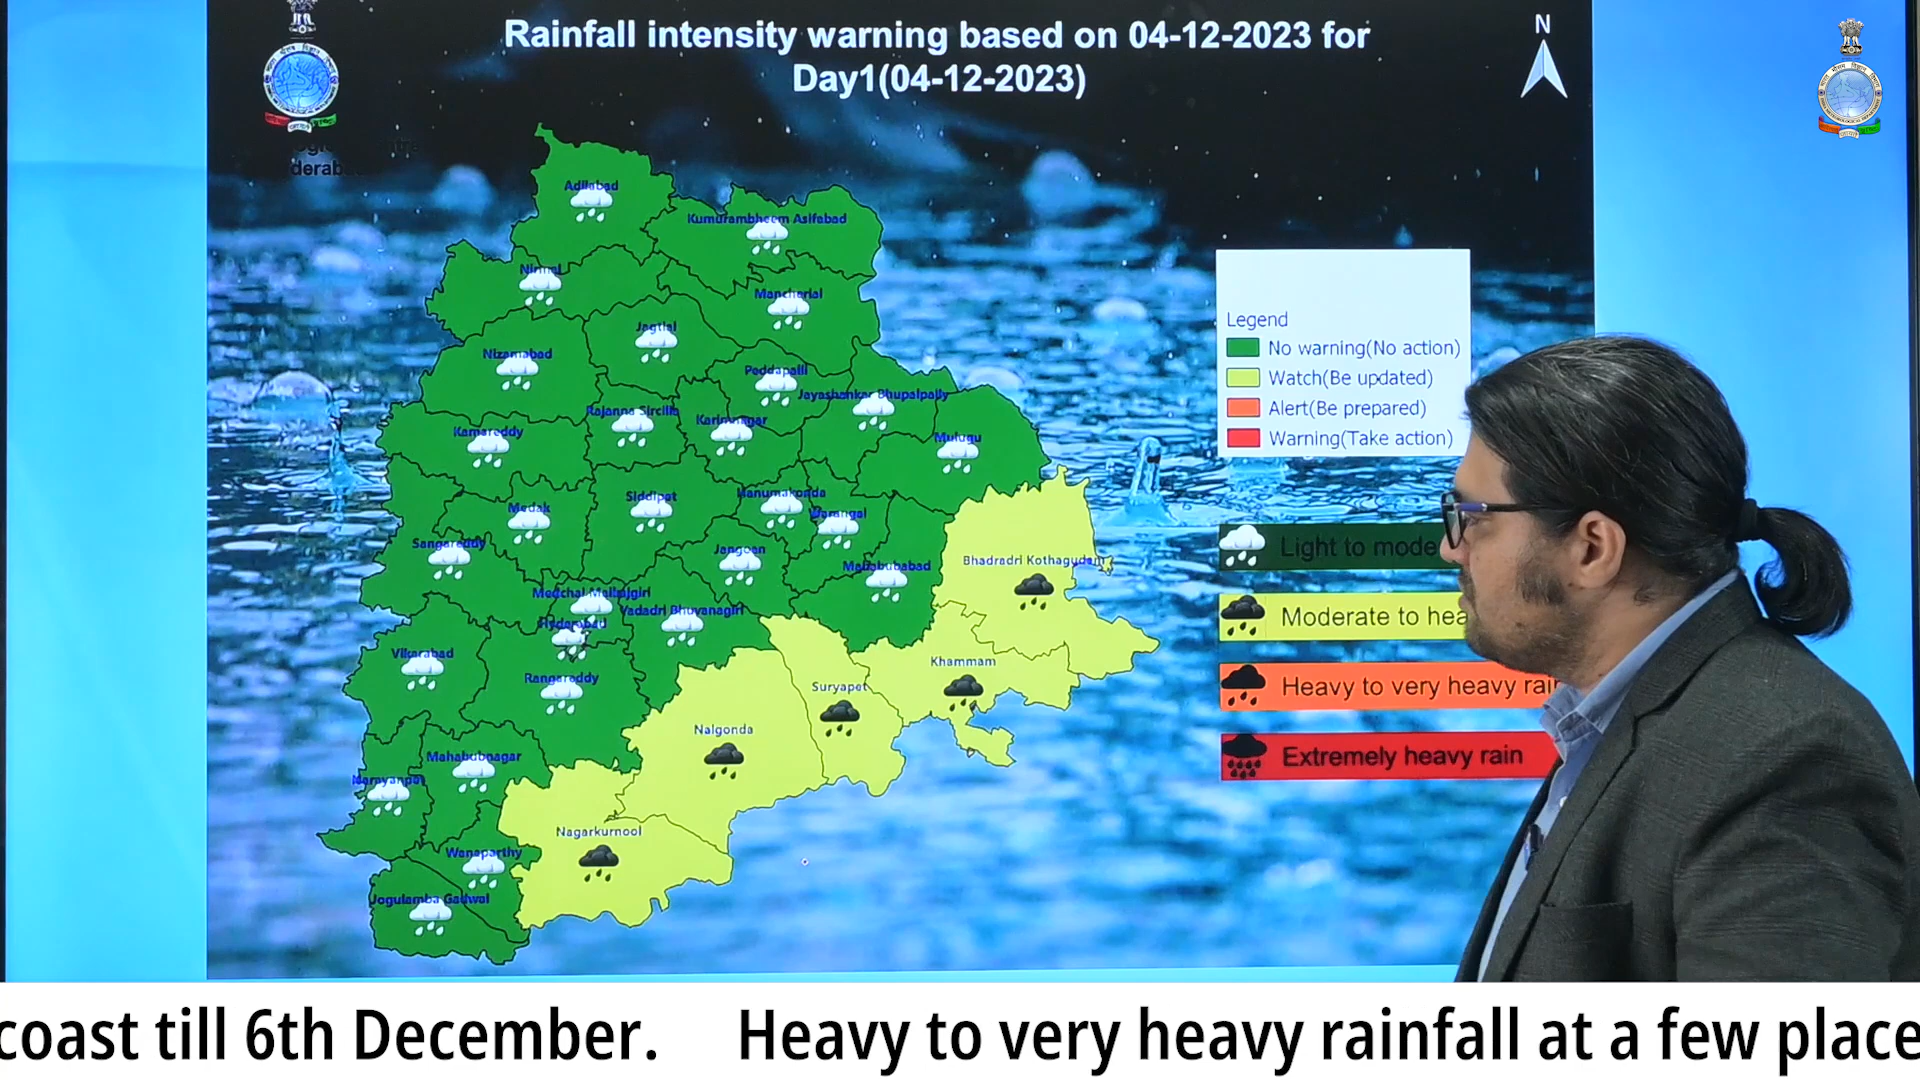 Rainfall intensity warning based on 04-12-2023 for
Day1(04-12-2023)
N
Adilabad
Kumurambheem Asifabad
Nirmal
Mancherial
Jagtial
Nizamabad
Peddapalli
Jayashankar Bhupalpally
Rajanna Sircilla
Karimnagar
Kamareddy
Mulugu
Siddipet
Hanumakonda
Medak
Warangal
Sangareddy
Jangoan
Mahabubabad
Bhadradri Kothagudem
Medchal Malkajgiri
Yadadri Bhuvanagiri
Hyderabad
Vikarabad
Khammam
Rangareddy
Suryapet
Nalgonda
Mahabubnagar
Narayanpet
Nagarkurnool
Wanaparthy
Jogulamba Gadwal
Legend
No warning(No action)
Watch(Be updated)
Alert(Be prepared)
Warning(Take action)
Light to mode
Moderate to hea
Heavy to very heavy rai
Extremely heavy rain
coast till 6th December. Heavy to very heavy rainfall at a few place